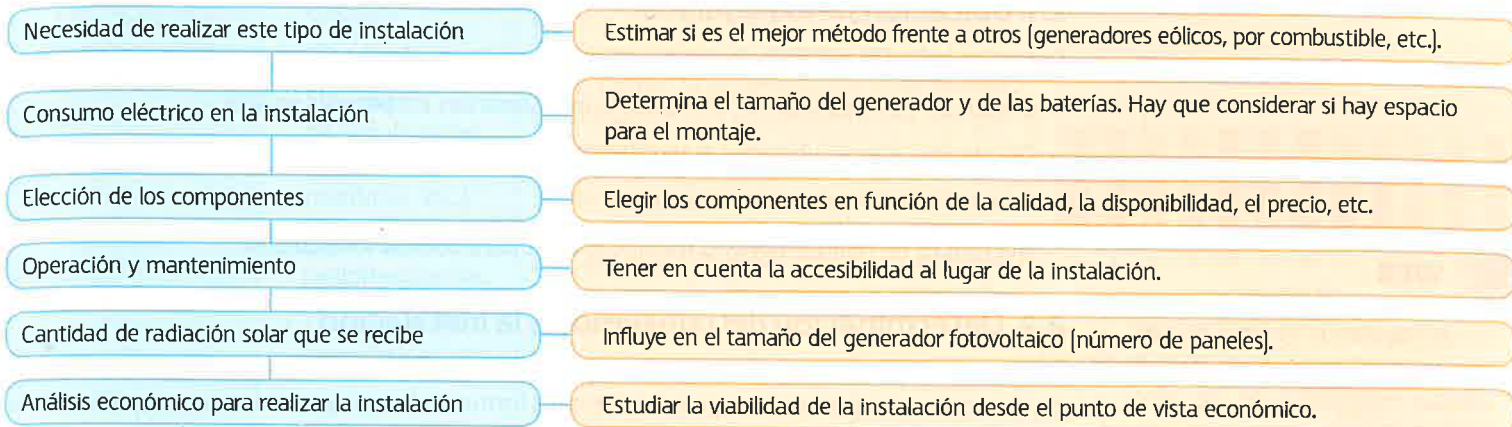 Necesidad de realizar este tipo de instalación
Estimar si es el mejor método frente a otros (generadores eólicos, por combustible, etc.).
Consumo eléctrico en la instalación
Determina el tamaño del generador y de las baterías. Hay que considerar si hay espacio
para el montaje.
Elección de los componentes
Elegir los componentes en función de la calidad, la disponibilidad, el precio, etc.
Operación y mantenimiento
Tener en cuenta la accesibilidad al lugar de la instalación.
Cantidad de radiación solar que se recibe
Influye en el tamaño del generador fotovoltaico (número de paneles).
Análisis económico para realizar la instalación
Estudiar la viabilidad de la instalación desde el punto de vista económico.